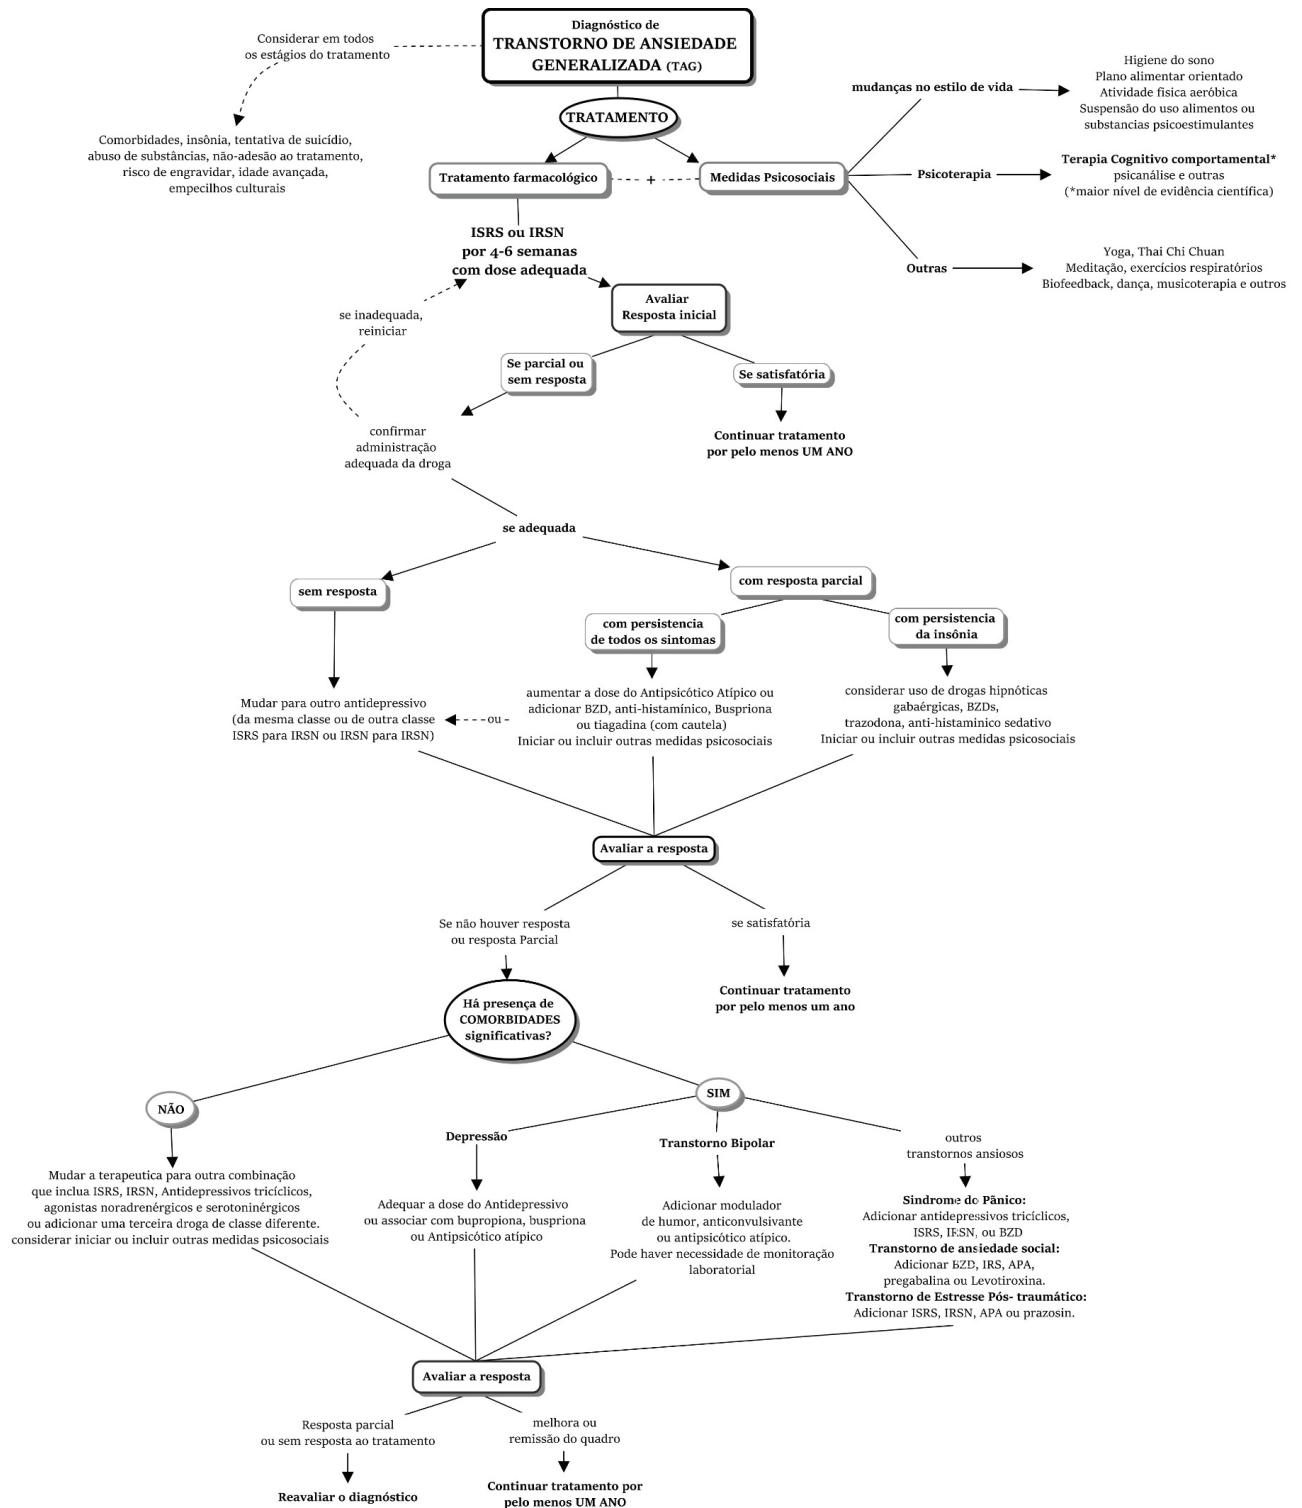 Diagnóstico de
TRANSTORNO DE ANSIEDADE
GENERALIZADA (TAG)
Considerar em todos
os estágios do tratamento
Comorbidades, insônia, tentativa de suicídio,
abuso de substâncias, não-adesão ao tratamento,
risco de engravidar, idade avançada,
empecilhos culturais
TRATAMENTO
Tratamento farmacológico
+
Medidas Psicosociais
mudanças no estilo de vida
Higiene do sono
Plano alimentar orientado
Atividade física aeróbica
Suspensão do uso alimentos ou
substancias psicoestimulantes
Psicoterapia
Terapia Cognitivo comportamental*
psicanálise e outras
(*maior nível de evidência científica)
Outras
Yoga, Thai Chi Chuan
Meditação, exercícios respiratórios
Biofeedback, dança, musicoterapia e outros
ISRS ou IRSN
por 4-6 semanas
com dose adequada
Avaliar
Resposta inicial
se inadequada,
reiniciar
Se parcial ou
sem resposta
Se satisfatória
Continuar tratamento
por pelo menos UM ANO
confirmar
administração
adequada da droga
se adequada
sem resposta
com resposta parcial
com persistencia
de todos os sintomas
com persistencia
da insônia
Mudar para outro antidepressivo
(da mesma classe ou de outra classe
ISRS para IRSN ou IRSN para IRSN)
ou
aumentar a dose do Antipsicótico Atípico ou
adicionar BZD, anti-histamínico, Buspriona
ou tiagadina (com cautela)
Iniciar ou incluir outras medidas psicosociais
considerar uso de drogas hipnóticas
gabaérgicas, BZDs,
trazodona, anti-histaminico sedativo
Iniciar ou incluir outras medidas psicosociais
Avaliar a resposta
Se não houver resposta
ou resposta Parcial
se satisfatória
Continuar tratamento
por pelo menos um ano
Há presença de
COMORBIDADES
significativas?
NÃO
SIM
Mudar a terapeutica para outra combinação
que inclua ISRS, IRSN, Antidepressivos tricíclicos,
agonistas noradrenérgicos e serotoninérgicos
ou adicionar uma terceira droga de classe diferente.
considerar iniciar ou incluir outras medidas psicosociais
Depressão
Adequar a dose do Antidepressivo
ou associar com bupropiona, buspriona
ou Antipsicótico atípico
Transtorno Bipolar
Adicionar modulador
de humor, anticonvulsivante
ou antipsicótico atípico.
Pode haver necessidade de monitoração
laboratorial
outros
transtornos ansiosos
Sindrome do Pânico:
Adicionar antidepressivos tricíclicos,
ISRS, IRSN, ou BZD
Transtorno de ansiedade social:
Adicionar BZD, IRS, APA,
pregabalina ou Levotiroxina.
Transtorno de Estresse Pós- traumático:
Adicionar ISRS, IRSN, APA ou prazosin.
Avaliar a resposta
Resposta parcial
ou sem resposta ao tratamento
Reavaliar o diagnóstico
melhora ou
remissão do quadro
Continuar tratamento por
pelo menos UM ANO